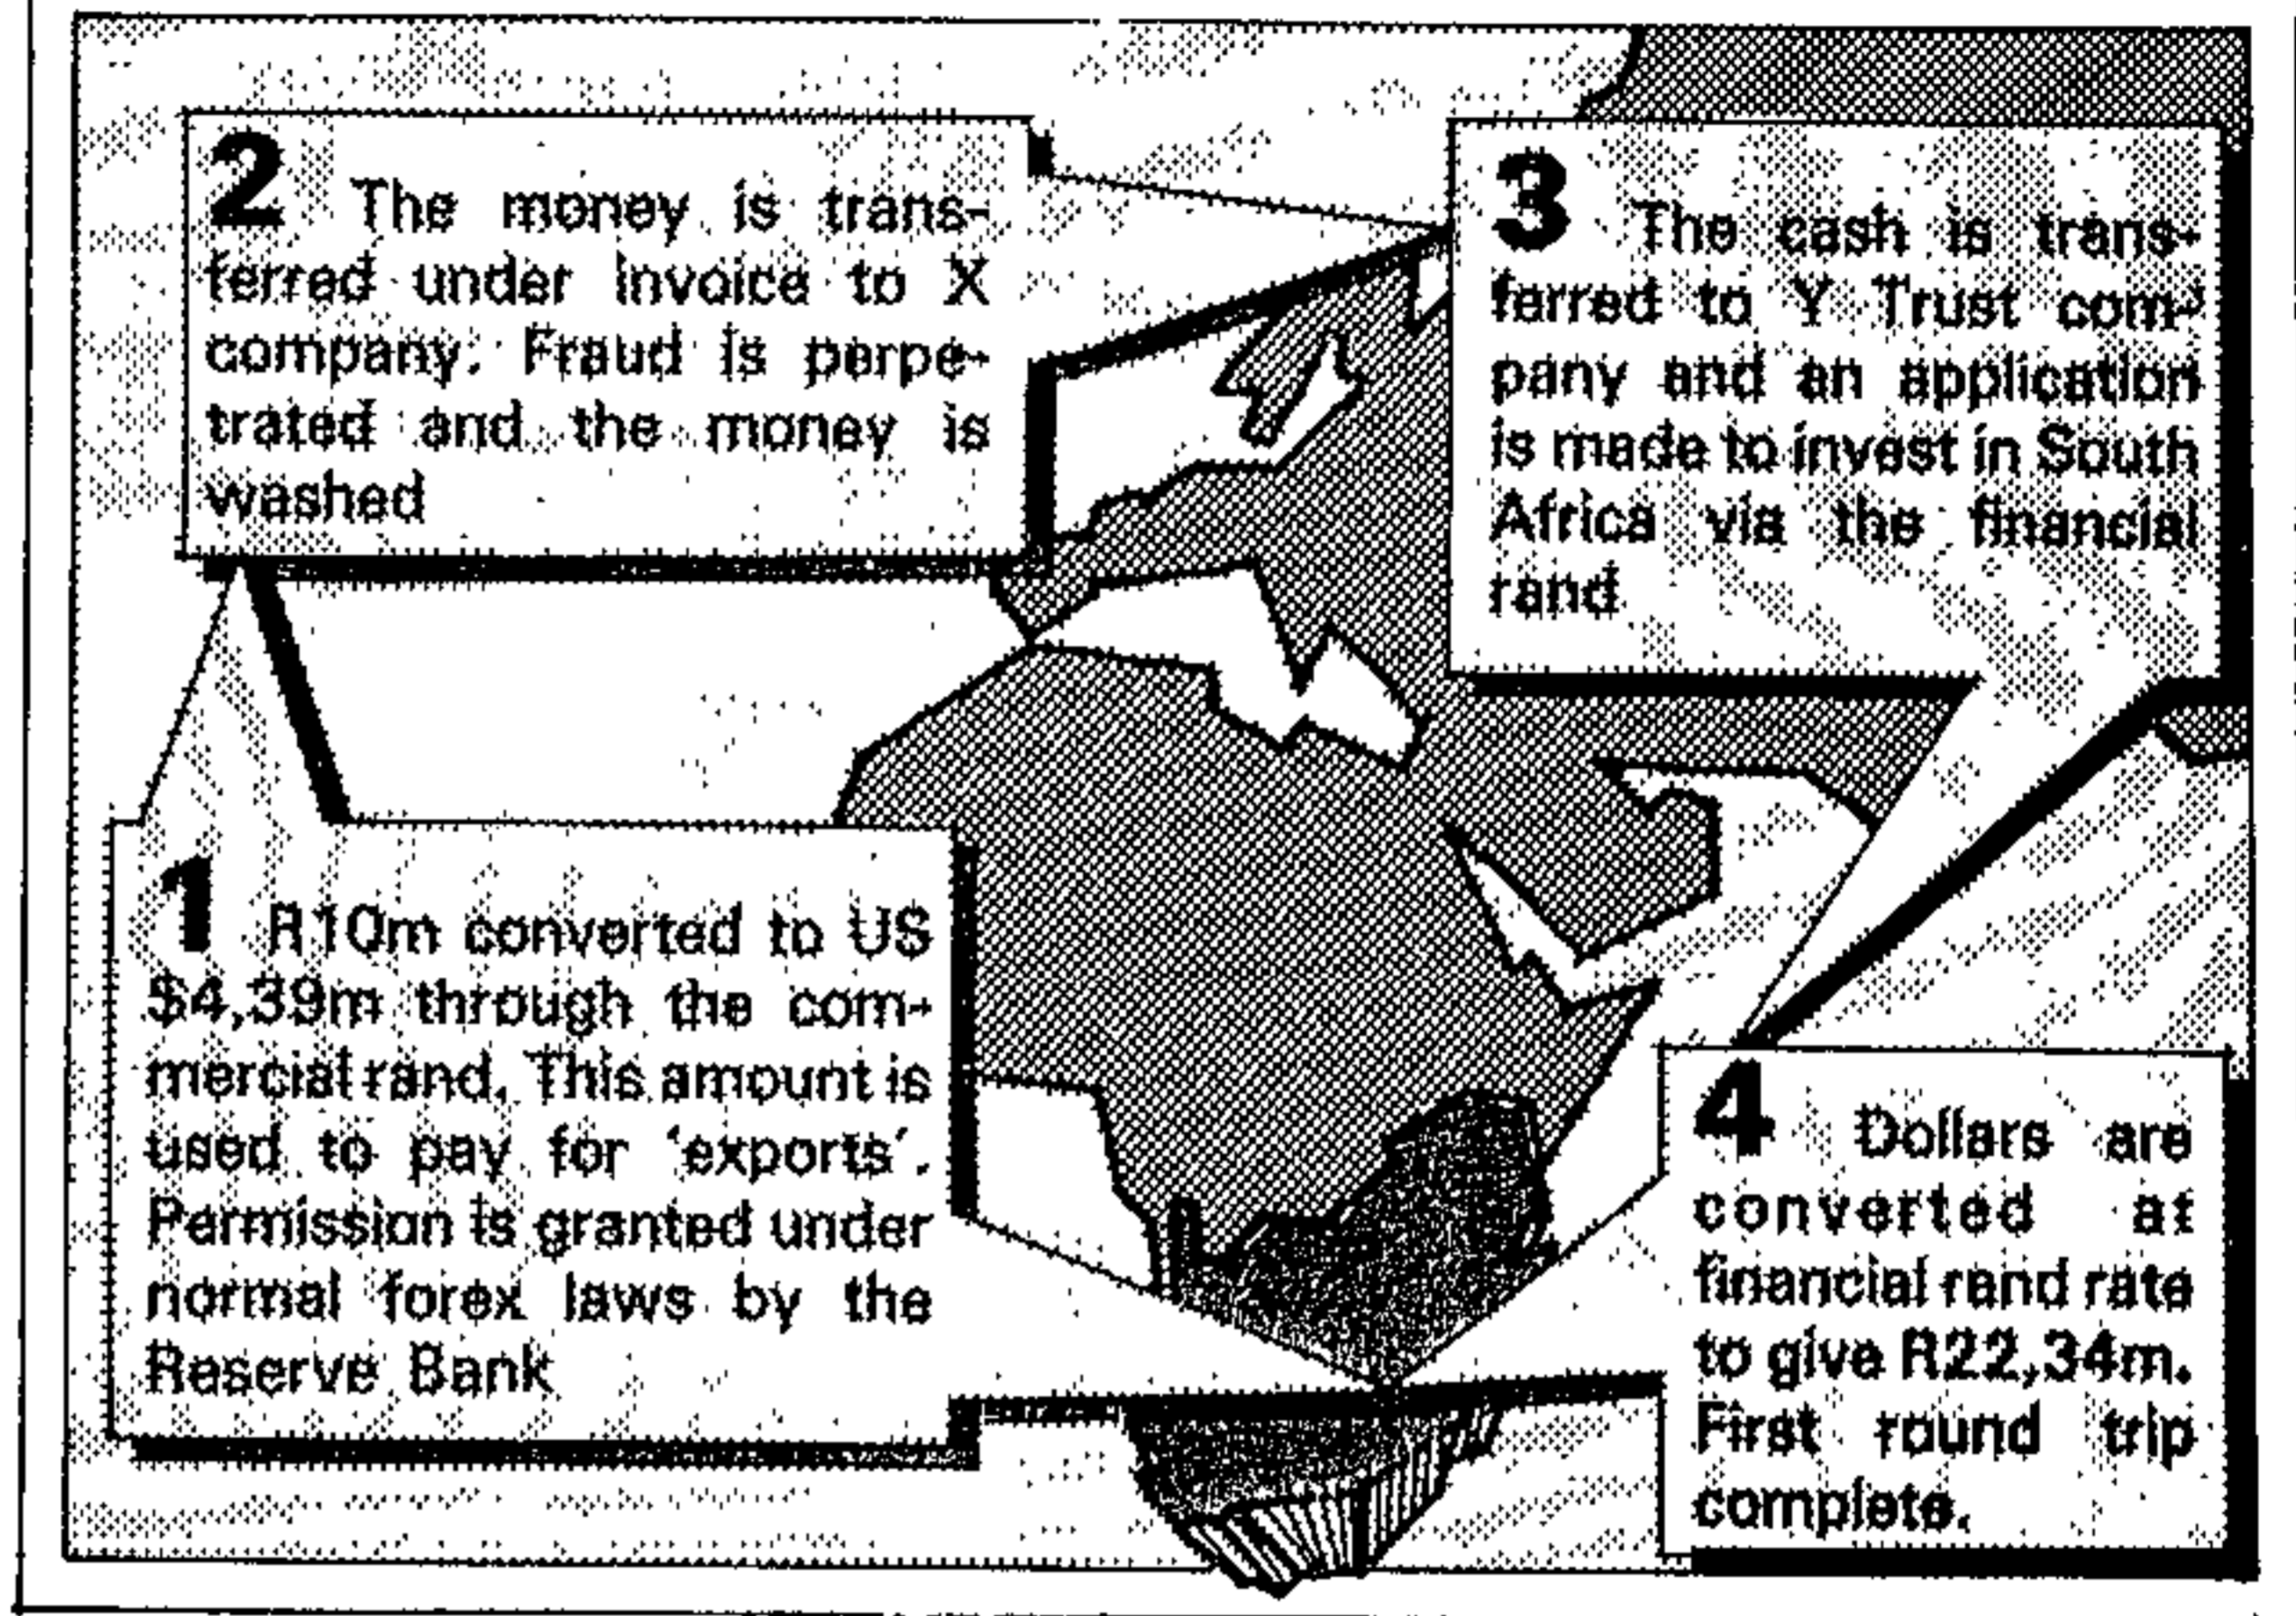 1 R10m converted to US
$4,39m through the com-
mercial rand. This amount is
used to pay for 'exports'.
Permission is granted under
normal forex laws by the
Reserve Bank
2 The money is trans-
ferred under invoice to X
company. Fraud is perpe-
trated and the money is
washed
3 The cash is trans-
ferred to Y Trust com-
pany and an application
is made to invest in South
Africa via the financial
rand
4 Dollars are
converted at
financial rand rate
to give R22,34m.
First round trip
complete.